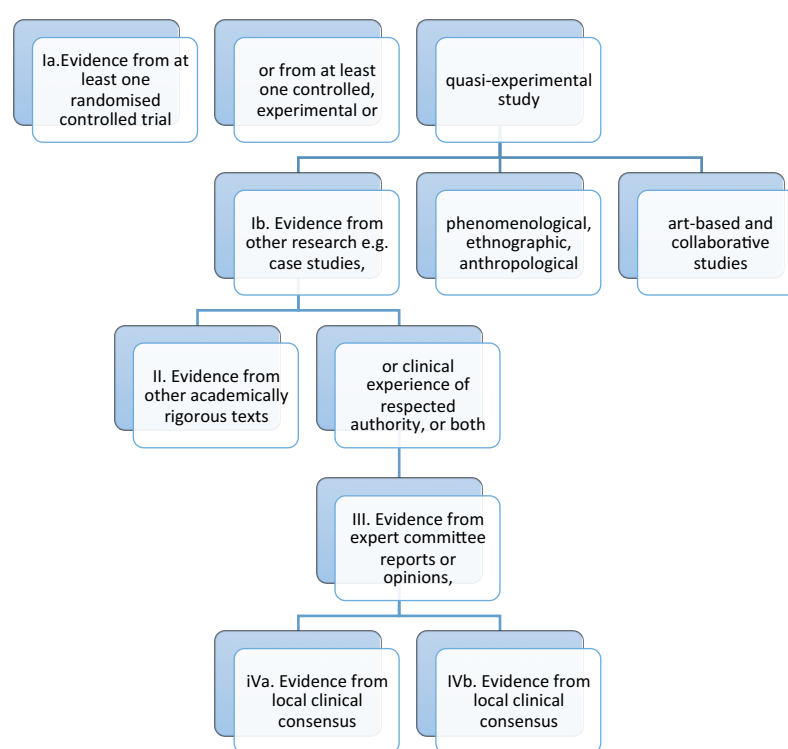 Ia.Evidence from at
least one
randomised
controlled trial
or from at least
one controlled,
experimental or
quasi-experimental
study
Ib. Evidence from
other research e.g.
case studies,
phenomenological,
ethnographic,
anthropological
art-based and
collaborative
studies
II. Evidence from
other academically
rigorous texts
or clinical
experience of
respected
authority, or both
III. Evidence from
expert committee
reports or
opinions,
iVa. Evidence from
local clinical
consensus
IVb. Evidence from
local clinical
consensus